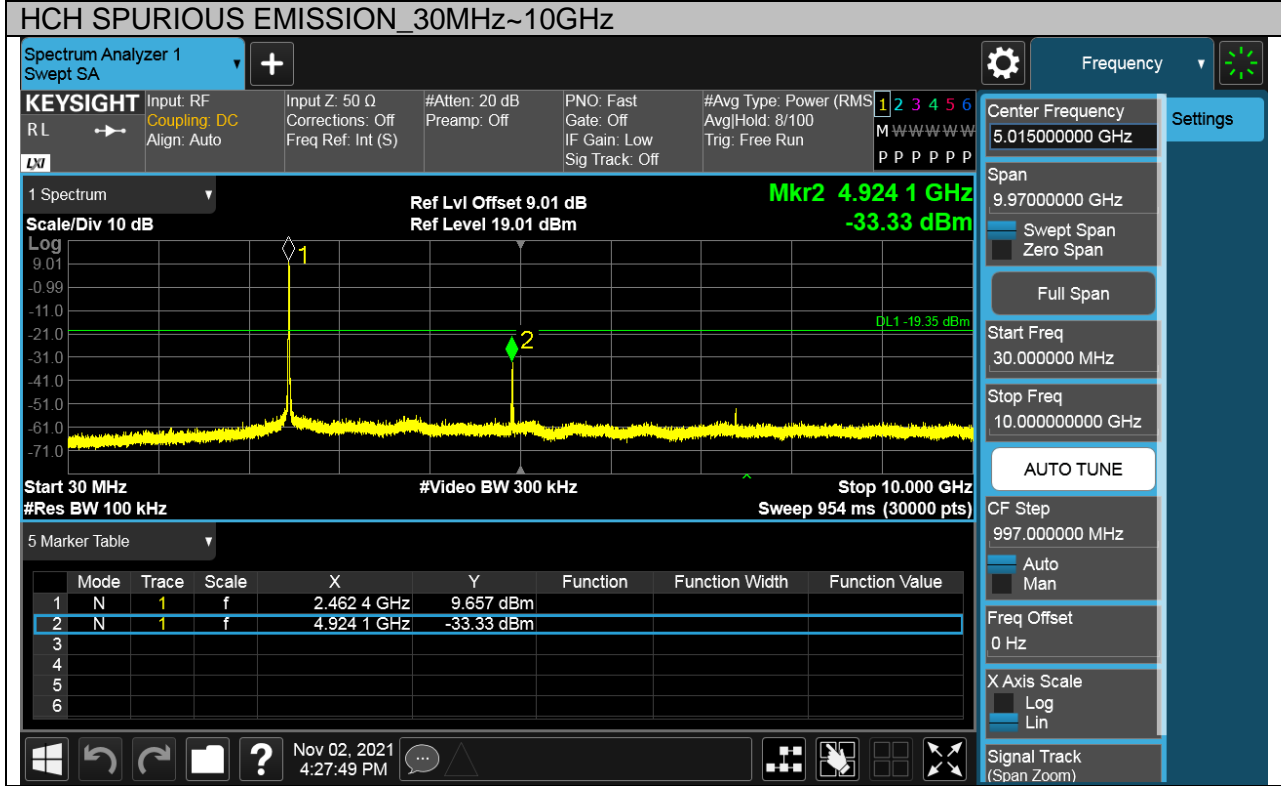 HCH SPURIOUS EMISSION_30MHz~10GHz
Spectrum Analyzer 1
Swept SA
+
Frequency
KEYSIGHT
R L
LXI
Input: RF
Coupling: DC
Align: Auto
Input Z: 50 Ω
Corrections: Off
Freq Ref: Int (S)
#Atten: 20 dB
Preamp: Off
PNO: Fast
Gate: Off
IF Gain: Low
Sig Track: Off
#Avg Type: Power (RMS
Avg|Hold: 8/100
Trig: Free Run
1 2 3 4 5 6
M W W W W W
P P P P P P
1 Spectrum
Scale/Div 10 dB
Ref Lvl Offset 9.01 dB
Ref Level 19.01 dBm
Mkr2 4.924 1 GHz
-33.33 dBm
Log
9.01
-0.99
-11.0
-21.0
-31.0
-41.0
-51.0
-61.0
-71.0
1
2
DL1 -19.35 dBm
Start 30 MHz
#Res BW 100 kHz
#Video BW 300 kHz
Stop 10.000 GHz
Sweep 954 ms (30000 pts)
5 Marker Table
Mode Trace Scale X Y Function Function Width Function Value
1 N 1 f 2.462 4 GHz 9.657 dBm
2 N 1 f 4.924 1 GHz -33.33 dBm
3
4
5
6
Nov 02, 2021
4:27:49 PM
?
Center Frequency
5.015000000 GHz
Settings
Span
9.97000000 GHz
Swept Span
Zero Span
Full Span
Start Freq
30.000000 MHz
Stop Freq
10.000000000 GHz
AUTO TUNE
CF Step
997.000000 MHz
Auto
Man
Freq Offset
0 Hz
X Axis Scale
Log
Lin
Signal Track
(Span Zoom)